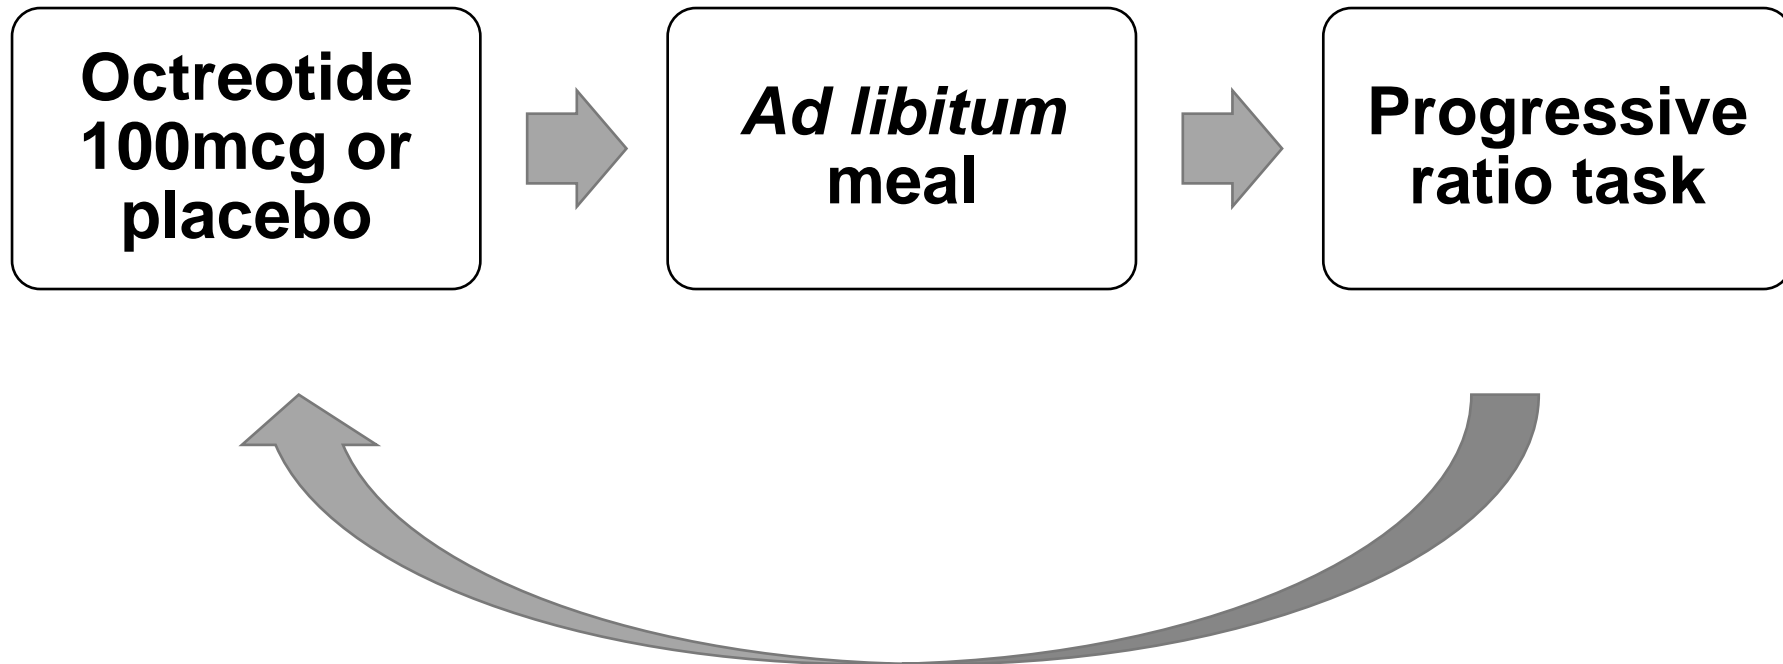 Octreotide
100mcg or
placebo
Ad libitum
meal
Progressive
ratio task